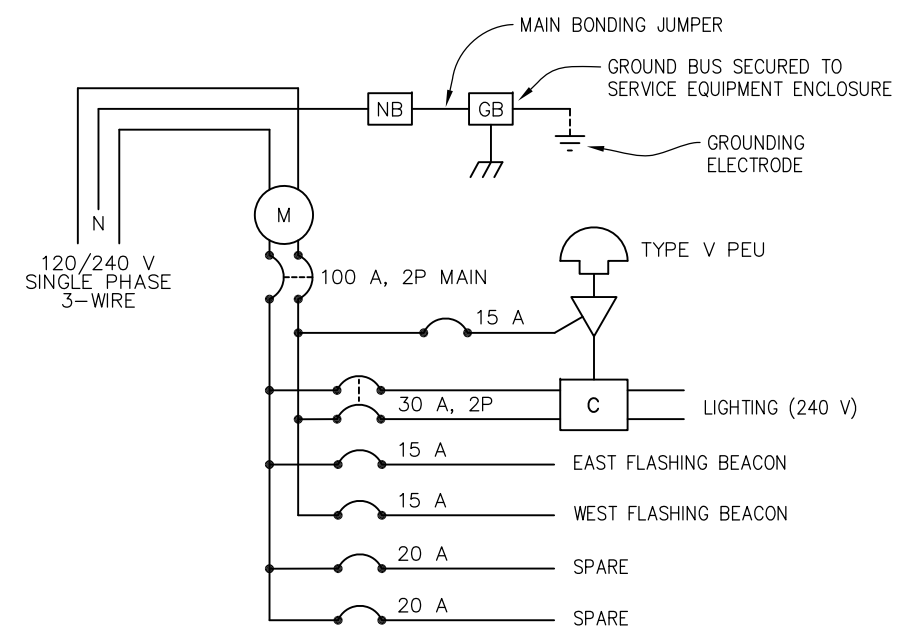 MAIN BONDING JUMPER
GROUND BUS SECURED TO
SERVICE EQUIPMENT ENCLOSURE
NB
GB
GROUNDING
ELECTRODE
N
M
120/240 V
SINGLE PHASE
3-WIRE
TYPE V PEU
100 A, 2P MAIN
15 A
30 A, 2P
C
LIGHTING (240 V)
15 A
EAST FLASHING BEACON
15 A
WEST FLASHING BEACON
20 A
SPARE
20 A
SPARE